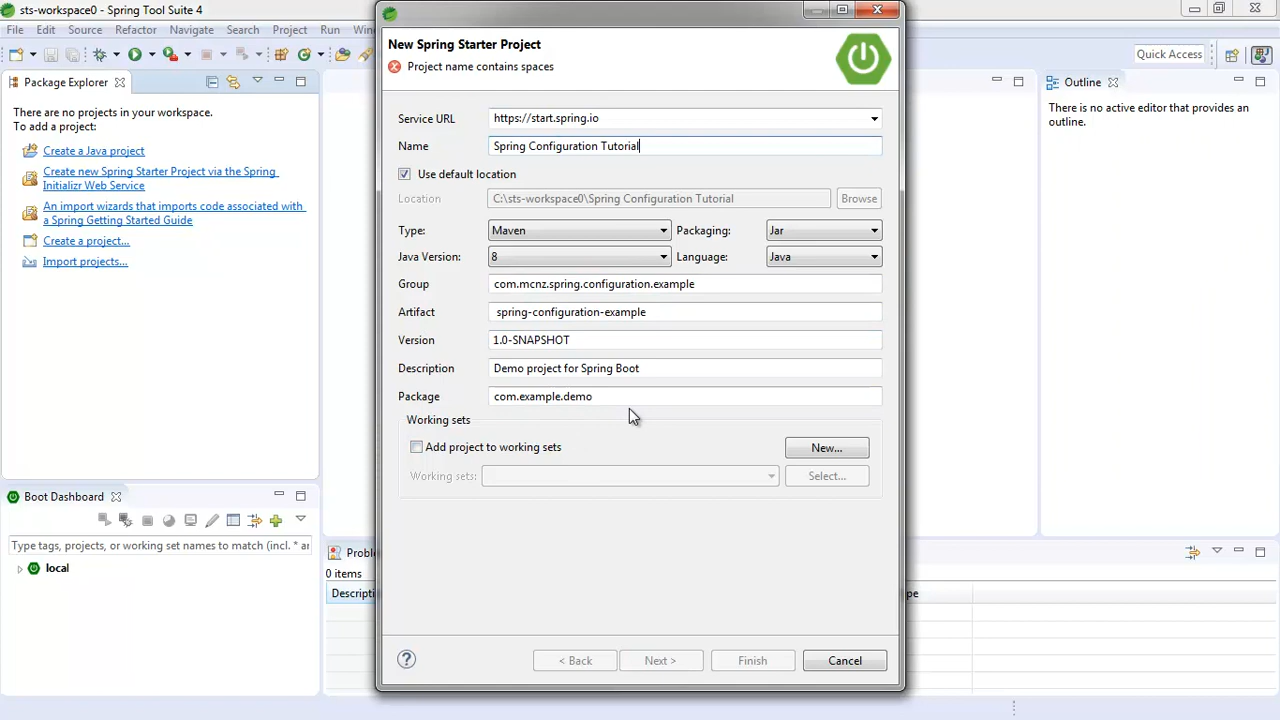 sts-workspace0 - Spring Tool Suite 4
File Edit Source Refactor Navigate Search Project Run Win
Quick Access
Package Explorer
There are no projects in your workspace.
To add a project:
Create a Java project
Create new Spring Starter Project via the Spring
Initializr Web Service
An import wizards that imports code associated with
a Spring Getting Started Guide
Create a project...
Import projects...
Boot Dashboard
Type tags, projects, or working set names to match (incl. * ar
local
New Spring Starter Project
Project name contains spaces
Service URL https://start.spring.io
Name Spring Configuration Tutorial
Use default location
Location C:\sts-workspace0\Spring Configuration Tutorial Browse
Type: Maven Packaging: Jar
Java Version: 8 Language: Java
Group com.mcnz.spring.configuration.example
Artifact spring-configuration-example
Version 1.0-SNAPSHOT
Description Demo project for Spring Boot
Package com.example.demo
Working sets
Add project to working sets New...
Working sets: Select...
< Back Next > Finish Cancel
Outline
There is no active editor that provides an
outline.
Proble
0 items
Descripti
pe